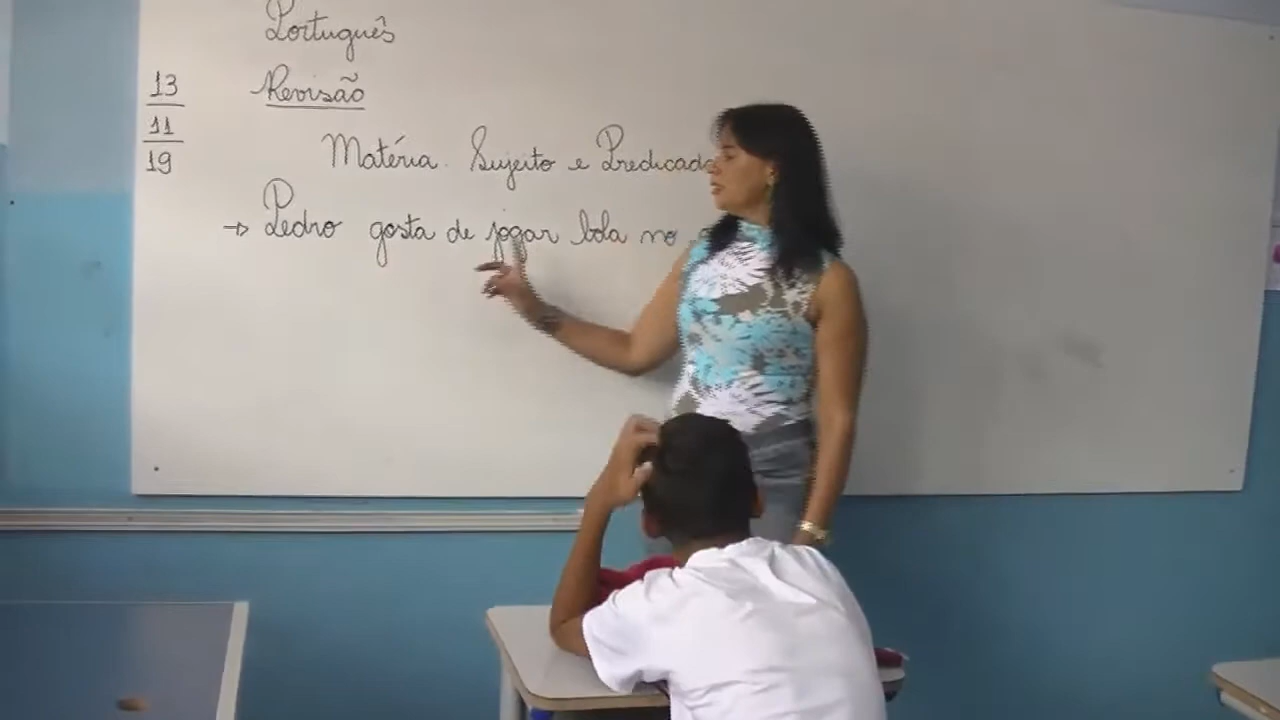 Português
13
11
19
Revisão
Matéria. Sujeito e Predicado
→ Pedro gosta de jogar bola no